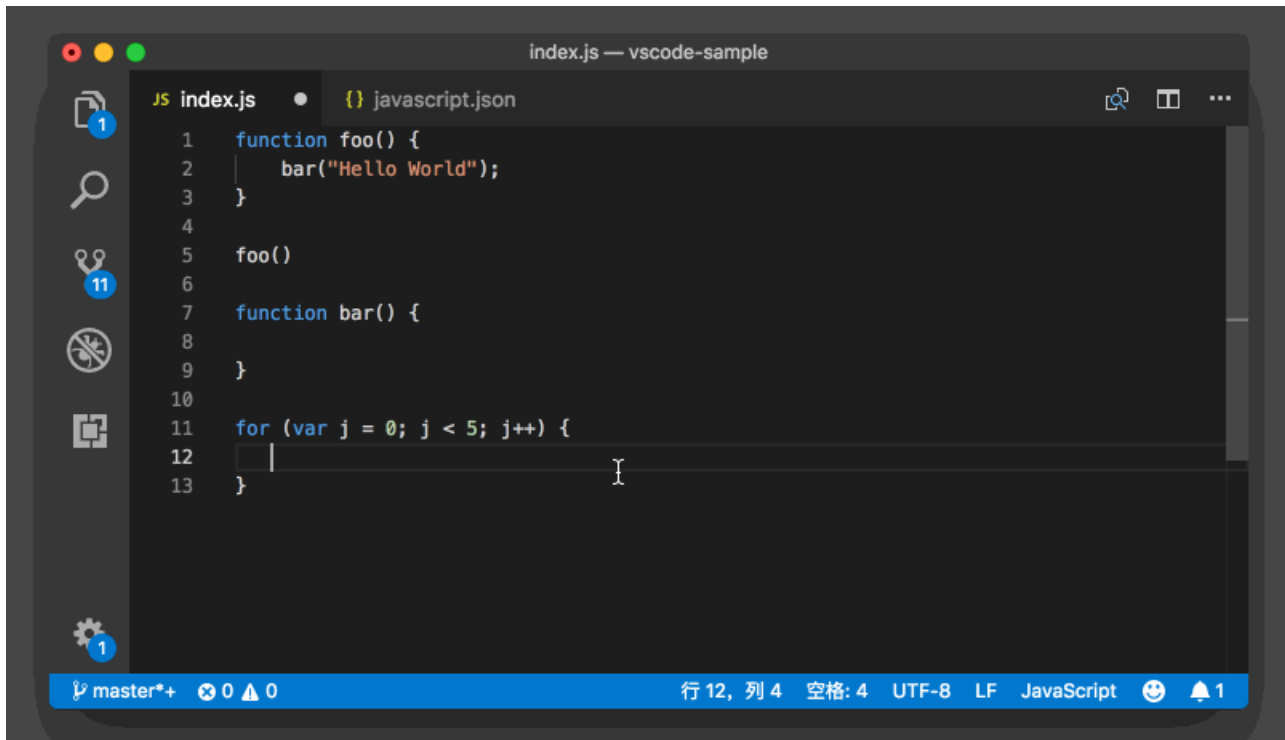 index.js — vscode-sample
JS index.js ● {} javascript.json
1
11
1
1 function foo() {
2     bar("Hello World");
3 }
4
5 foo()
6
7 function bar() {
8
9 }
10
11 for (var j = 0; j < 5; j++) {
12
13 }
master*+ 0 0 行 12，列 4 空格: 4 UTF-8 LF JavaScript 1